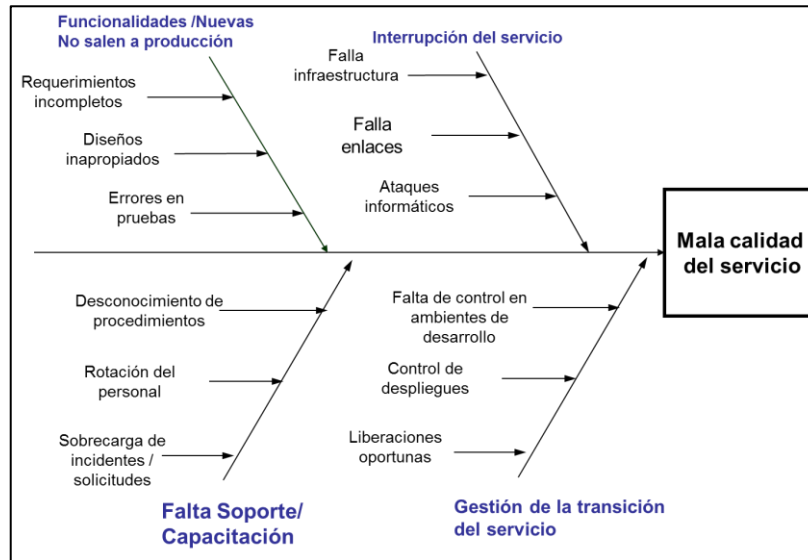 Funcionalidades /Nuevas
No salen a producción
Requerimientos
incompletos
Diseños
inapropiados
Errores en
pruebas
Interrupción del servicio
Falla
infraestructura
Falla
enlaces
Ataques
informáticos
Mala calidad
del servicio
Desconocimiento de
procedimientos
Rotación del
personal
Sobrecarga de
incidentes /
solicitudes
Falta Soporte/
Capacitación
Falta de control en
ambientes de
desarrollo
Control de
despliegues
Liberaciones
oportunas
Gestión de la transición
del servicio